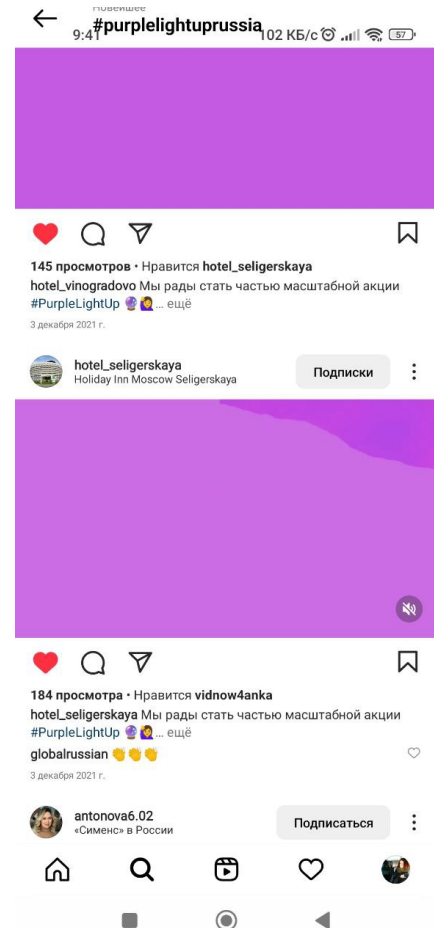 Новейшее
#purplelightuprussia
9:41
102 КБ/с
57
145 просмотров • Нравится hotel_seligerskaya
hotel_vinogradovo Мы рады стать частью масштабной акции
#PurpleLightUp 🔮🙋‍♀️... ещё
3 декабря 2021 г.
hotel_seligerskaya
Holiday Inn Moscow Seligerskaya
Подписки
184 просмотра • Нравится vidnow4anka
hotel_seligerskaya Мы рады стать частью масштабной акции
#PurpleLightUp 🔮🙋‍♀️... ещё
globalrussian 👏👏👏
3 декабря 2021 г.
antonova6.02
«Сименс» в России
Подписаться